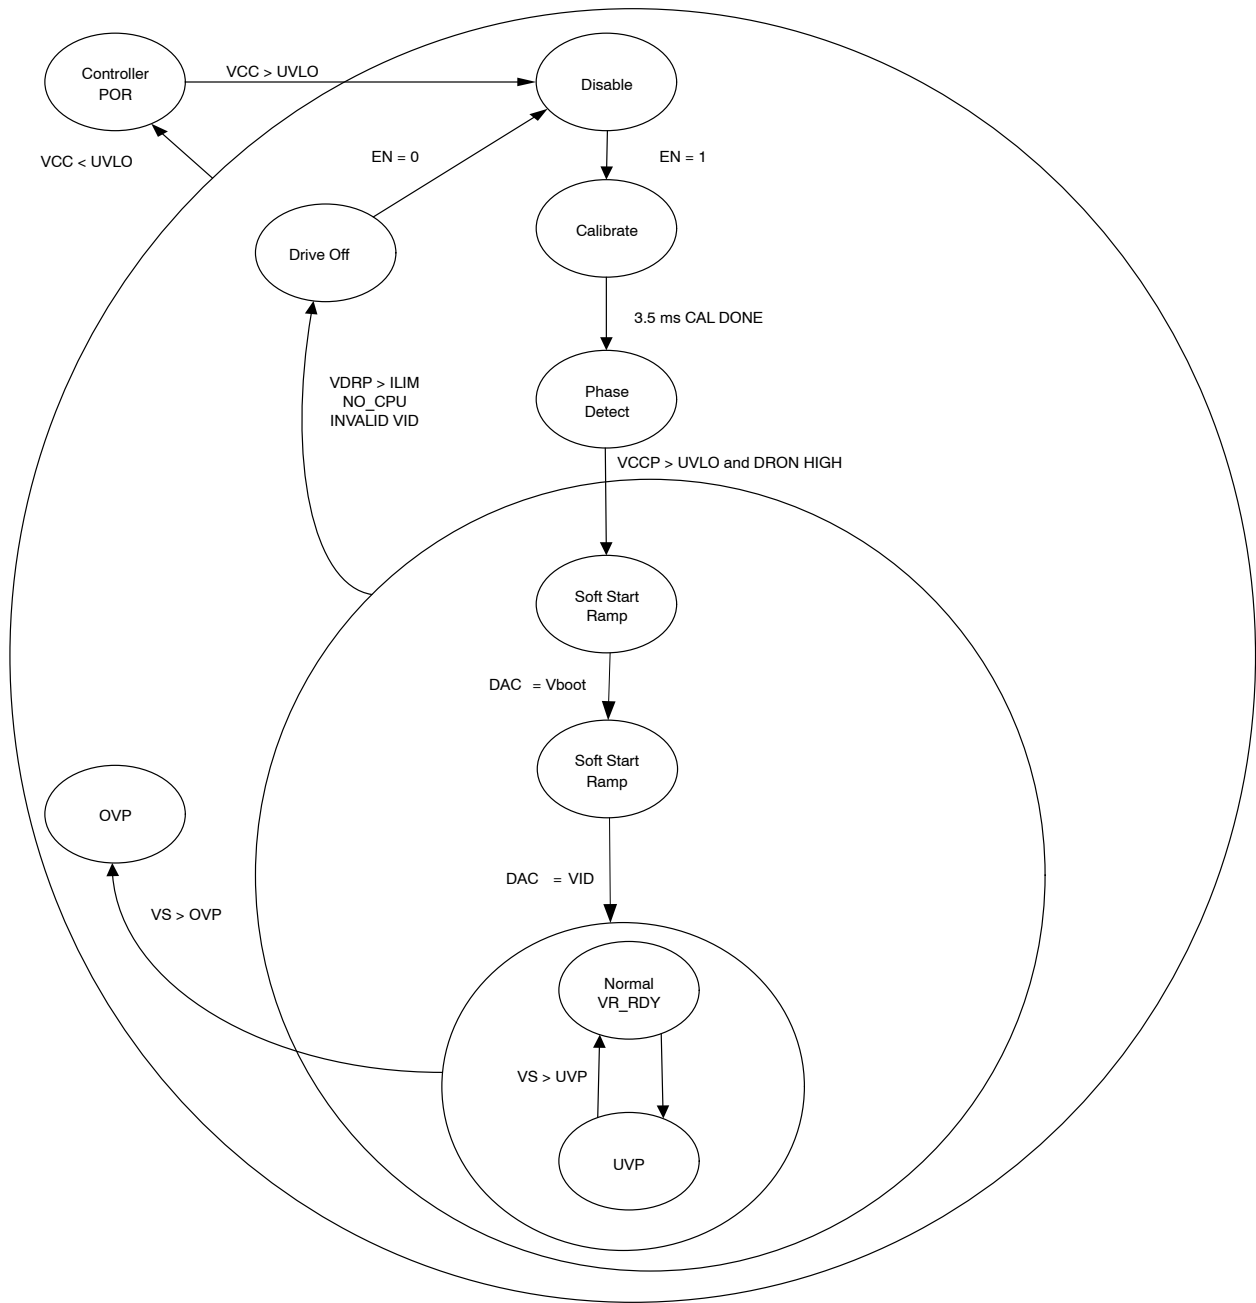 Controller
POR
VCC > UVLO
Disable
VCC < UVLO
EN = 0
EN = 1
Drive Off
Calibrate
3.5 ms CAL DONE
VDRP > ILIM
NO_CPU
INVALID VID
Phase
Detect
VCCP > UVLO and DRON HIGH
Soft Start
Ramp
DAC = Vboot
Soft Start
Ramp
OVP
DAC = VID
VS > OVP
Normal
VR_RDY
VS > UVP
UVP